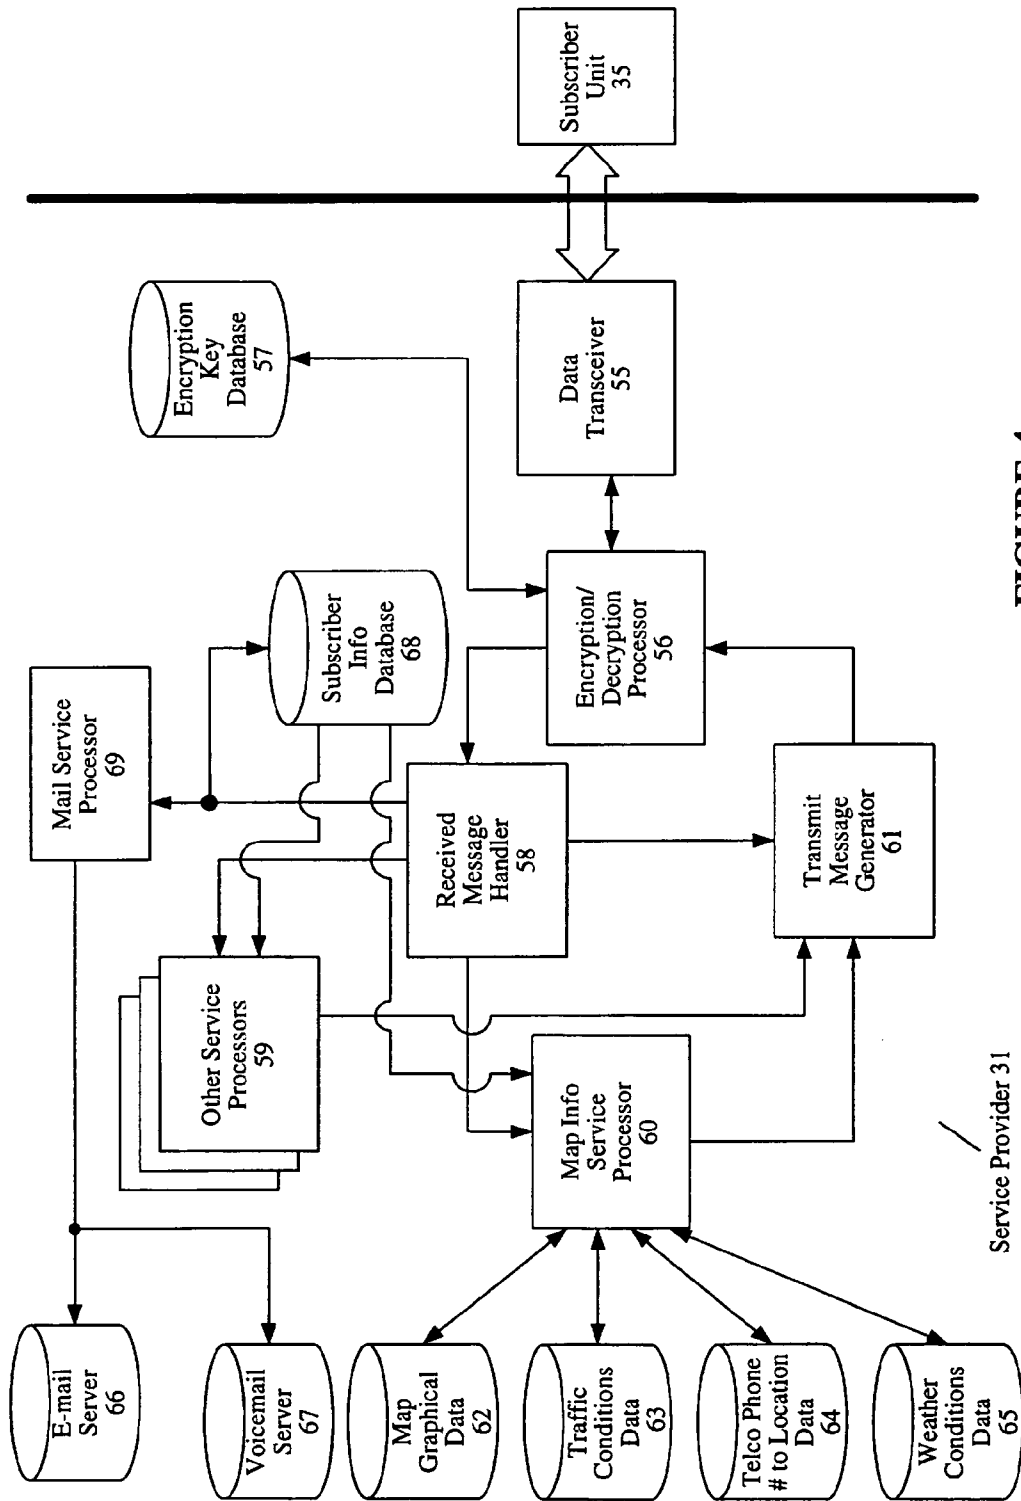 E-mail
Server
66
Mail Service
Processor
69
Voicemail
Server
67
Other Service
Processors
59
Subscriber
Info
Database
68
Encryption
Key
Database
57
Map
Graphical
Data
62
Received
Message
Handler
58
Traffic
Conditions
Data
63
Map Info
Service
Processor
60
Encryption/
Decryption
Processor
56
Data
Transceiver
55
Subscriber
Unit
35
Telco Phone
# to Location
Data
64
Transmit
Message
Generator
61
Weather
Conditions
Data
65
Service Provider 31
FIGURE 4